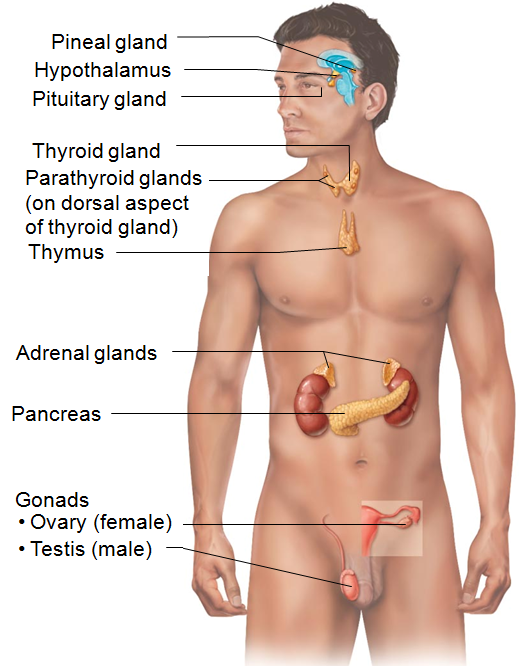 Pineal gland
Hypothalamus
Pituitary gland
Thyroid gland
Parathyroid glands
(on dorsal aspect
of thyroid gland)
Thymus
Adrenal glands
Pancreas
Gonads
• Ovary (female)
• Testis (male)